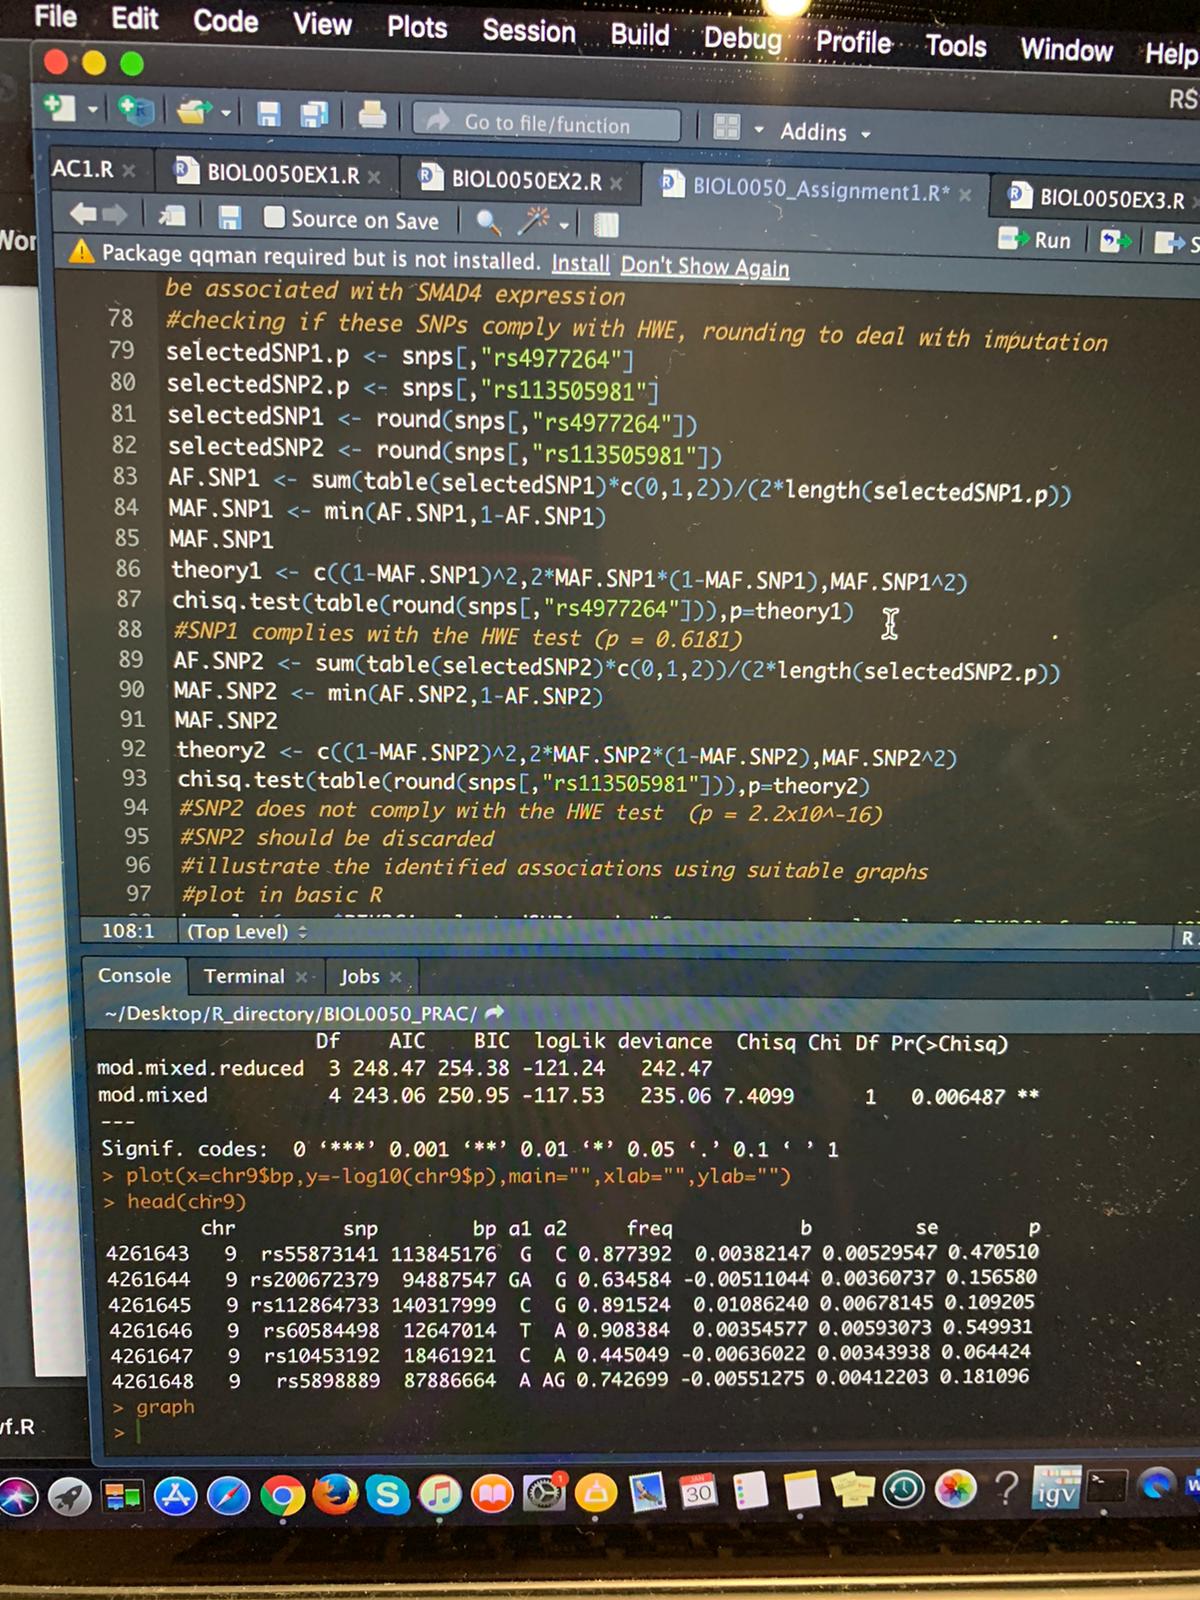 File Edit Code View Plots Session Build Debug Profile Tools Window Help
R$
Go to file/function
Addins
AC1.R
BIOL0050EX1.R
BIOL0050EX2.R
BIOL0050_Assignment1.R*
BIOL0050EX3.R
Source on Save
Run
Package qqman required but is not installed. Install Don't Show Again
be associated with SMAD4 expression
78 #checking if these SNPs comply with HWE, rounding to deal with imputation
79 selectedSNP1.p <- snps[,"rs4977264"]
80 selectedSNP2.p <- snps[,"rs113505981"]
81 selectedSNP1 <- round(snps[,"rs4977264"])
82 selectedSNP2 <- round(snps[,"rs113505981"])
83 AF.SNP1 <- sum(table(selectedSNP1)*c(0,1,2))/(2*length(selectedSNP1.p))
84 MAF.SNP1 <- min(AF.SNP1,1-AF.SNP1)
85 MAF.SNP1
86 theory1 <- c((1-MAF.SNP1)^2,2*MAF.SNP1*(1-MAF.SNP1),MAF.SNP1^2)
87 chisq.test(table(round(snps[,"rs4977264"])),p=theory1)
88 #SNP1 complies with the HWE test (p = 0.6181)
89 AF.SNP2 <- sum(table(selectedSNP2)*c(0,1,2))/(2*length(selectedSNP2.p))
90 MAF.SNP2 <- min(AF.SNP2,1-AF.SNP2)
91 MAF.SNP2
92 theory2 <- c((1-MAF.SNP2)^2,2*MAF.SNP2*(1-MAF.SNP2),MAF.SNP2^2)
93 chisq.test(table(round(snps[,"rs113505981"])),p=theory2)
94 #SNP2 does not comply with the HWE test (p = 2.2x10^-16)
95 #SNP2 should be discarded
96 #illustrate the identified associations using suitable graphs
97 #plot in basic R
108:1 (Top Level)
R
Console Terminal Jobs
~/Desktop/R_directory/BIOL0050_PRAC/
Df AIC BIC logLik deviance Chisq Chi Df Pr(>Chisq)
mod.mixed.reduced 3 248.47 254.38 -121.24 242.47
mod.mixed 4 243.06 250.95 -117.53 235.06 7.4099 1 0.006487 **
---
Signif. codes: 0 ‘***’ 0.001 ‘**’ 0.01 ‘*’ 0.05 ‘.’ 0.1 ‘ ’ 1
> plot(x=chr9$bp,y=-log10(chr9$p),main="",xlab="",ylab="")
> head(chr9)
chr snp bp a1 a2 freq b se p
4261643 9 rs55873141 113845176 G C 0.877392 0.00382147 0.00529547 0.470510
4261644 9 rs200672379 94887547 GA G 0.634584 -0.00511044 0.00360737 0.156580
4261645 9 rs112864733 140317999 C G 0.891524 0.01086240 0.00678145 0.109205
4261646 9 rs60584498 12647014 T A 0.908384 0.00354577 0.00593073 0.549931
4261647 9 rs10453192 18461921 C A 0.445049 -0.00636022 0.00343938 0.064424
4261648 9 rs5898889 87886664 A AG 0.742699 -0.00551275 0.00412203 0.181096
> graph
>
vf.R
JAN
30
igv